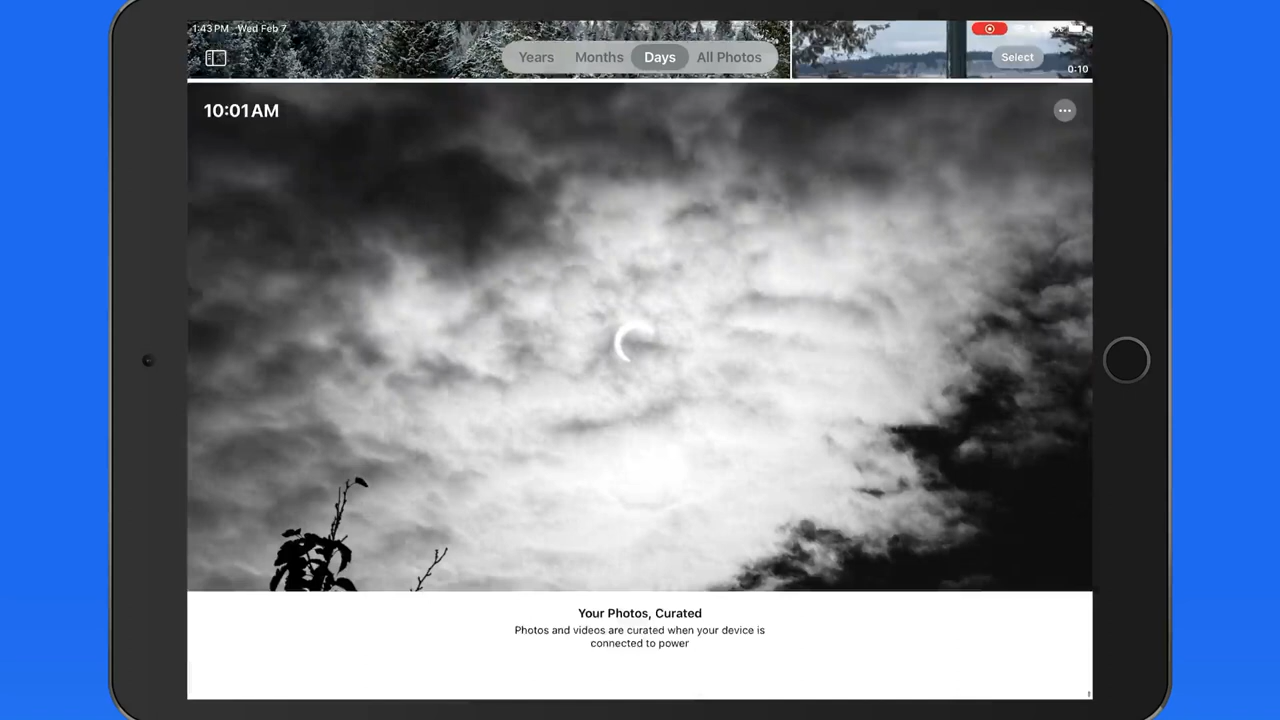 1:43 PM Wed Feb 7
Years Months Days All Photos
Select
0:10
10:01AM
Your Photos, Curated
Photos and videos are curated when your device is
connected to power